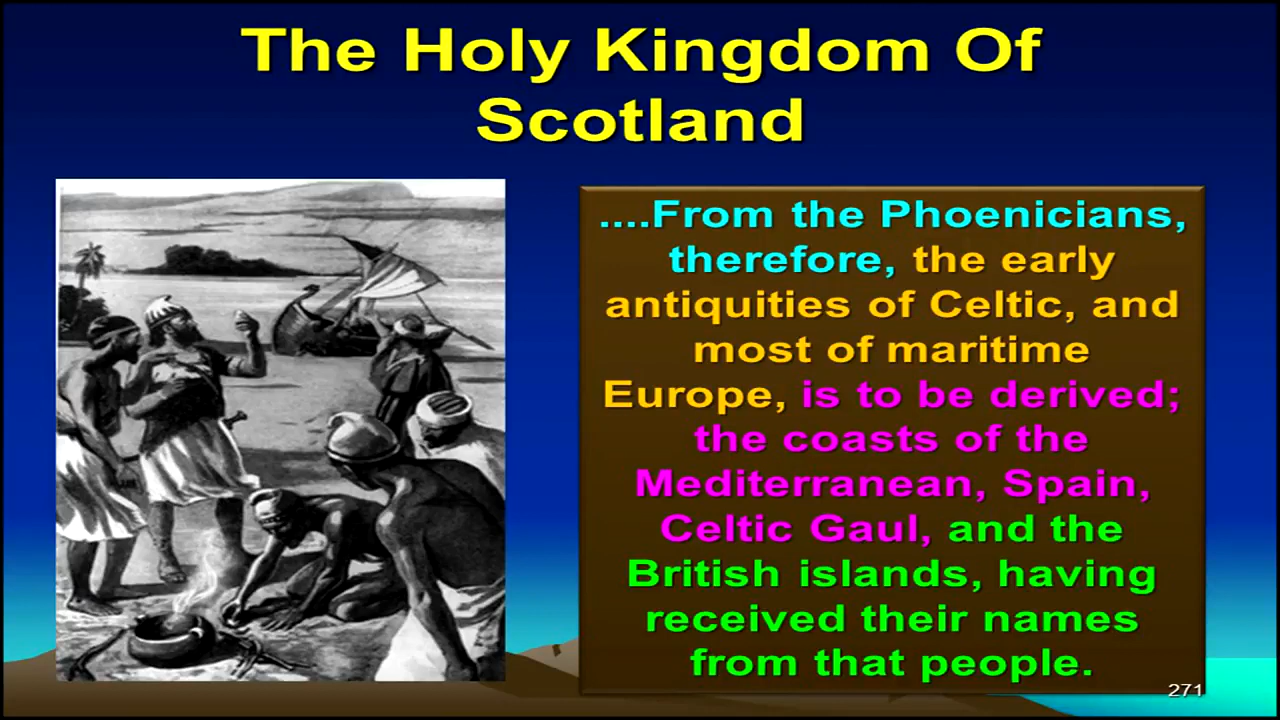 The Holy Kingdom Of
Scotland
....From the Phoenicians,
therefore, the early
antiquities of Celtic, and
most of maritime
Europe, is to be derived;
the coasts of the
Mediterranean, Spain,
Celtic Gaul, and the
British islands, having
received their names
from that people.
271